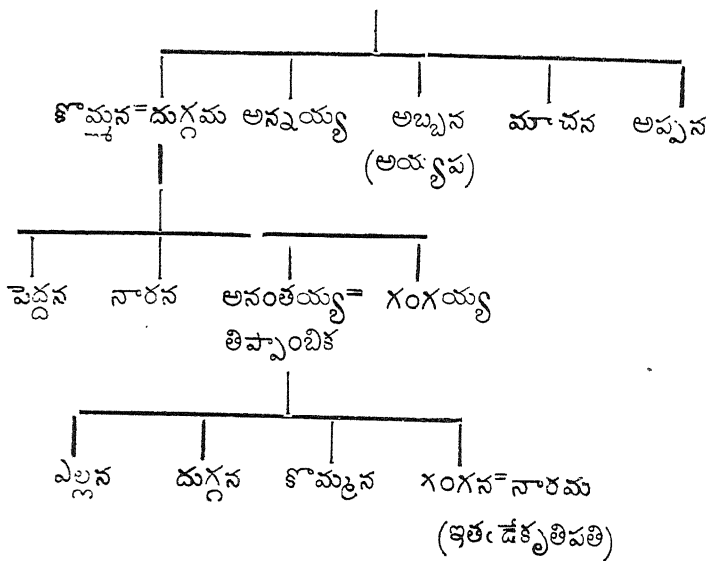 కొమ్మన=దుగ్గమ అన్నయ్య అబ్బన మాచన అప్పన
(అయ్యప)
పెద్దన నారన అనంతయ్య= గంగయ్య
తిప్పాంబిక
ఎల్లన దుగ్గన కొమ్మన గంగన=నారమ
(ఇతఁడేకృతిపతి)